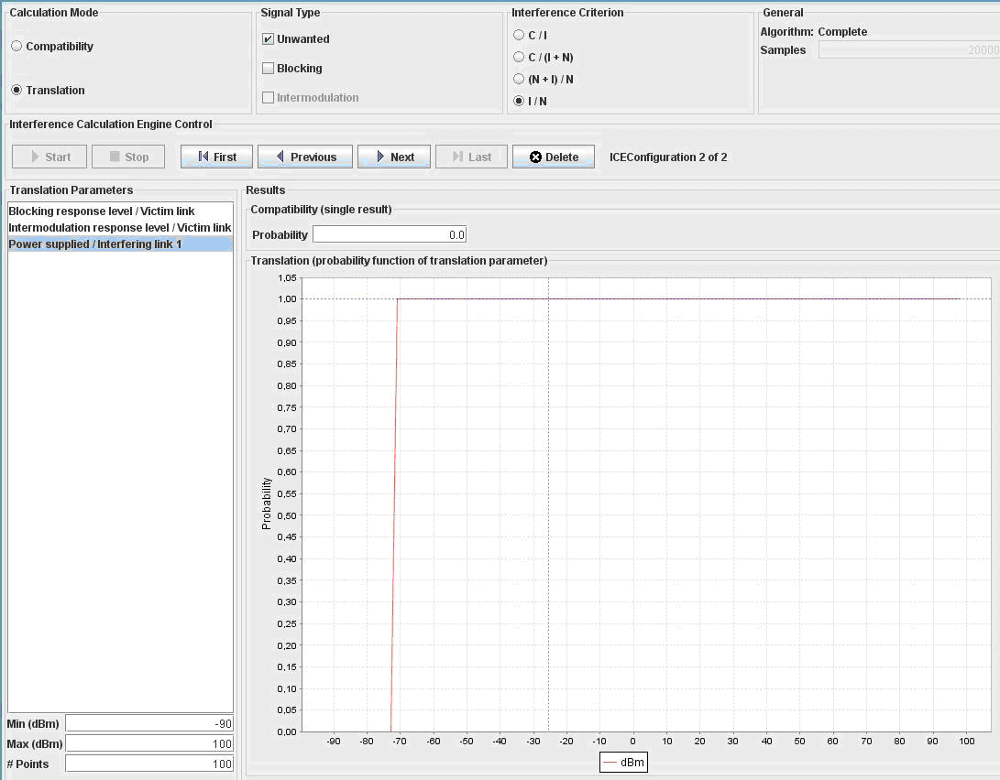 Calculation Mode
Compatibility
Translation
Signal Type
Unwanted
Blocking
Intermodulation
Interference Criterion
C / I
C / (I + N)
(N + I) / N
I / N
General
Algorithm: Complete
Samples 20000
Interference Calculation Engine Control
Start Stop First Previous Next Last Delete ICEConfiguration 2 of 2
Translation Parameters
Blocking response level / Victim link
Intermodulation response level / Victim link
Power supplied / Interfering link 1
Min (dBm) -90
Max (dBm) 100
# Points 100
Results
Compatibility (single result)
Probability 0.0
Translation (probability function of translation parameter)
Probability
1,05
1,00
0,95
0,90
0,85
0,80
0,75
0,70
0,65
0,60
0,55
0,50
0,45
0,40
0,35
0,30
0,25
0,20
0,15
0,10
0,05
0,00
-90 -80 -70 -60 -50 -40 -30 -20 -10 0 10 20 30 40 50 60 70 80 90 100
dBm